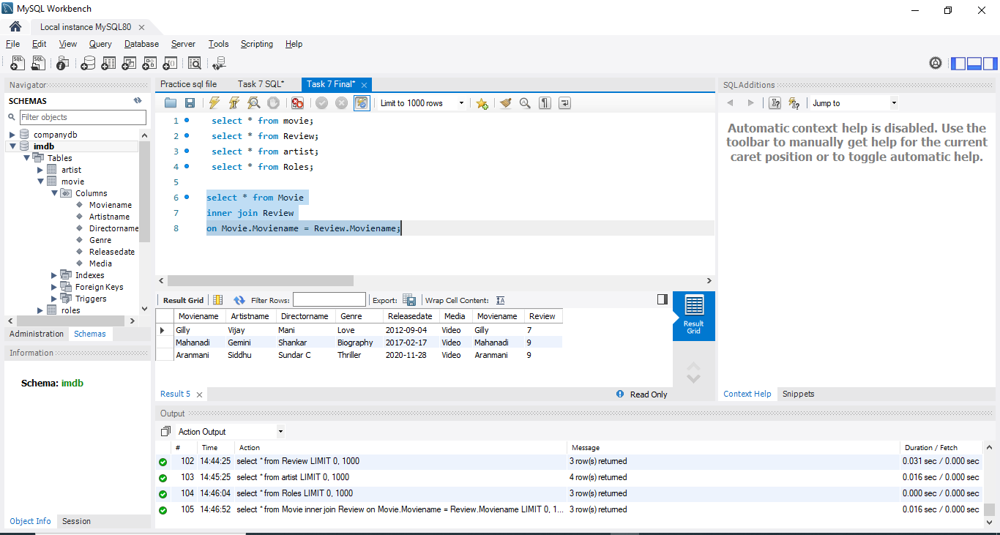 MySQL Workbench
Local instance MySQL80
File Edit View Query Database Server Tools Scripting Help
Navigator
SCHEMAS
Filter objects
companydb
imdb
Tables
artist
movie
Columns
Moviename
Artistname
Directorname
Genre
Releasedate
Media
Indexes
Foreign Keys
Triggers
roles
Administration Schemas
Information
Schema: imdb
Object Info Session
Practice sql file Task 7 SQL* Task 7 Final*
Limit to 1000 rows
1 select * from movie;
2 select * from Review;
3 select * from artist;
4 select * from Roles;
5
6 select * from Movie
7 inner join Review
8 on Movie.Moviename = Review.Moviename;
Result Grid Filter Rows: Export: Wrap Cell Content:
Moviename Artistname Directorname Genre Releasedate Media Moviename Review
Gilly Vijay Mani Love 2012-09-04 Video Gilly 7
Mahanadi Gemini Shankar Biography 2017-02-17 Video Mahanadi 9
Aranmani Siddhu Sundar C Thriller 2020-11-28 Video Aranmani 9
Result
Grid
Result 5 Read Only
SQLAdditions
Jump to
Automatic context help is disabled. Use the
toolbar to manually get help for the current
caret position or to toggle automatic help.
Context Help Snippets
Output
Action Output
# Time Action Message Duration / Fetch
102 14:44:25 select * from Review LIMIT 0, 1000 3 row(s) returned 0.031 sec / 0.000 sec
103 14:45:25 select * from artist LIMIT 0, 1000 4 row(s) returned 0.016 sec / 0.000 sec
104 14:46:04 select * from Roles LIMIT 0, 1000 3 row(s) returned 0.000 sec / 0.000 sec
105 14:46:52 select * from Movie inner join Review on Movie.Moviename = Review.Moviename LIMIT 0, 1... 3 row(s) returned 0.016 sec / 0.000 sec